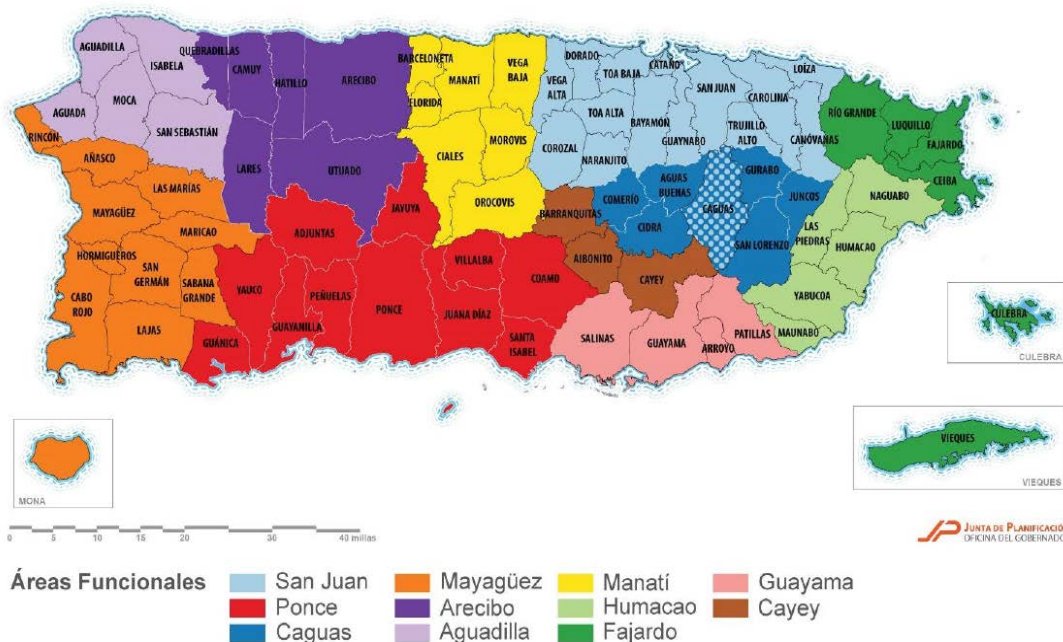 AGUADILLA
ISABELA
QUEBRADILLAS
CAMUY
HATILLO
ARECIBO
BARCELONETA
MANATÍ
VEGA
BAJA
VEGA
ALTA
DORADO
TOA BAJA
CATAÑO
SAN JUAN
LOÍZA
CAROLINA
AGUADA
MOCA
SAN SEBASTIÁN
FLORIDA
TOA ALTA
BAYAMÓN
GUAYNABO
TRUJILLO
ALTO
CANÓVANAS
RÍO GRANDE
LUQUILLO
FAJARDO
CEIBA
RINCÓN
AÑASCO
LARES
UTUADO
CIALES
MOROVIS
COROZAL
NARANJITO
LAS MARÍAS
MAYAGÜEZ
MARICAO
ADJUNTAS
JAYUYA
OROCOVIS
BARRANQUITAS
COMERÍO
AGUAS
BUENAS
CAGUAS
GURABO
JUNCOS
NAGUABO
CIDRA
SAN LORENZO
LAS
PIEDRAS
HUMACAO
HORMIGUEROS
SAN
GERMÁN
SABANA
GRANDE
YAUCO
PEÑUELAS
PONCE
VILLALBA
COAMO
AIBONITO
CAYEY
YABUCOA
CABO
ROJO
LAJAS
GUÁNICA
GUAYANILLA
JUANA DÍAZ
SANTA
ISABEL
SALINAS
GUAYAMA
ARROYO
PATILLAS
MAUNABO
CULEBRA
CULEBRA
VIEQUES
VIEQUES
MONA
0 5 10 15 20 30 40 millas
JP JUNTA DE PLANIFICACIÓ
OFICINA DEL GOBERNADO
Áreas Funcionales
San Juan
Ponce
Caguas
Mayagüez
Arecibo
Aguadilla
Manatí
Humacao
Fajardo
Guayama
Cayey